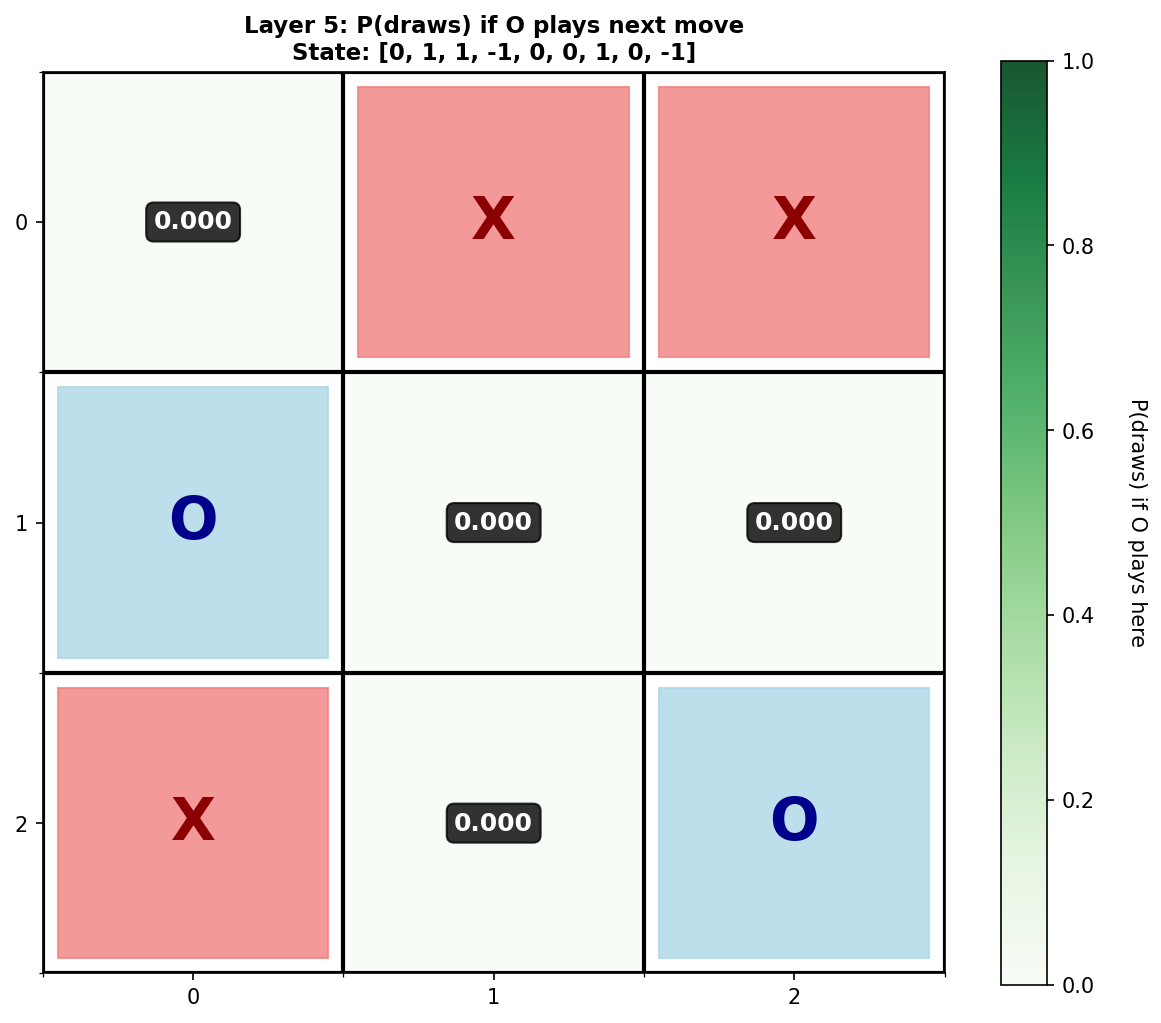 Layer 5: P(draws) if O plays next move
State: [0, 1, 1, -1, 0, 0, 1, 0, -1]
0
0.000
X
X
1
O
0.000
0.000
2
X
0.000
O
0
1
2
1.0
0.8
0.6
0.4
0.2
0.0
P(draws) if O plays here